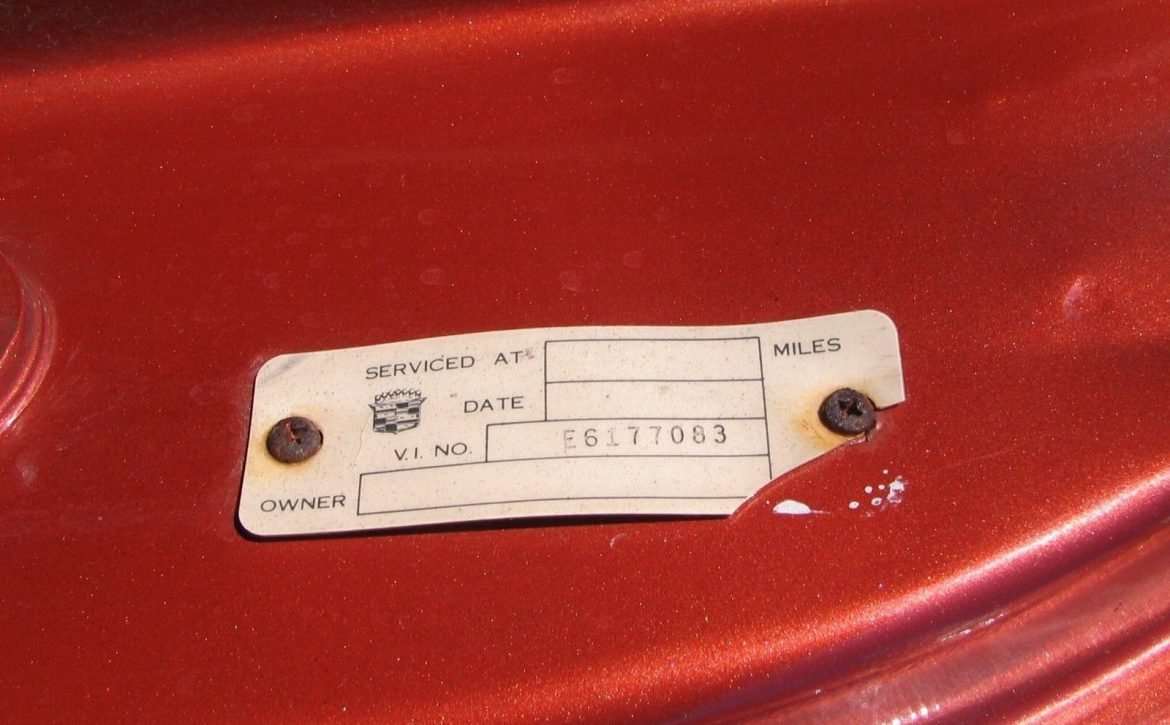 SERVICED AT
MILES
DATE
V.I. NO. E6177083
OWNER